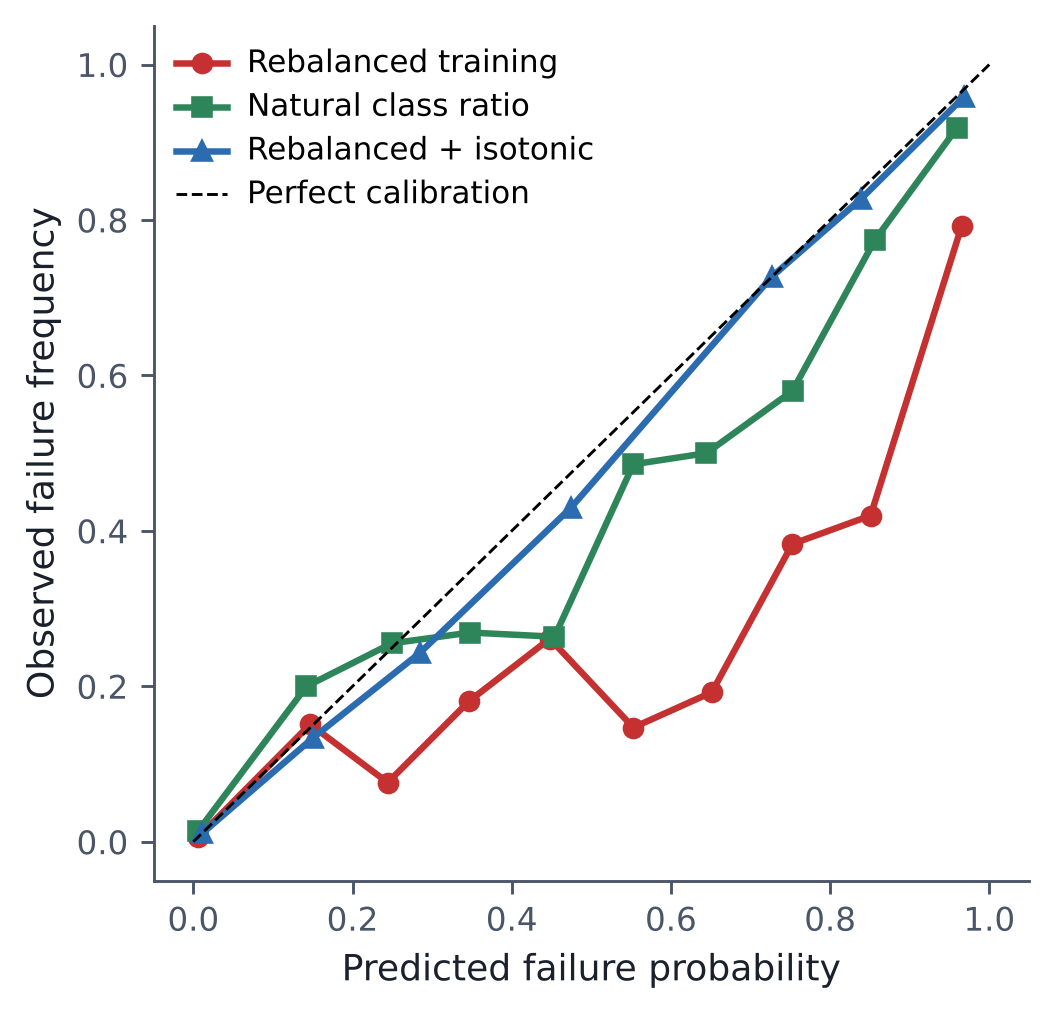 Rebalanced training
Natural class ratio
Rebalanced + isotonic
Perfect calibration
Observed failure frequency
1.0
0.8
0.6
0.4
0.2
0.0
0.0 0.2 0.4 0.6 0.8 1.0
Predicted failure probability